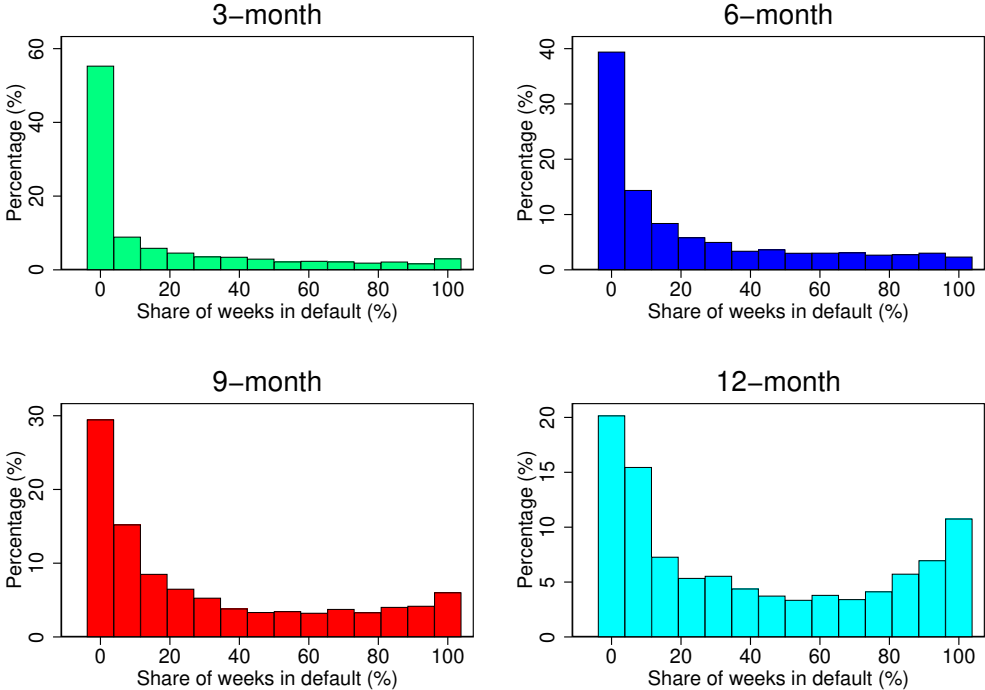 3−month
Percentage (%)
60
40
20
0
0 20 40 60 80 100
Share of weeks in default (%)
6−month
Percentage (%)
40
30
20
10
0
0 20 40 60 80 100
Share of weeks in default (%)
9−month
Percentage (%)
30
20
10
0
0 20 40 60 80 100
Share of weeks in default (%)
12−month
Percentage (%)
20
15
10
5
0
0 20 40 60 80 100
Share of weeks in default (%)